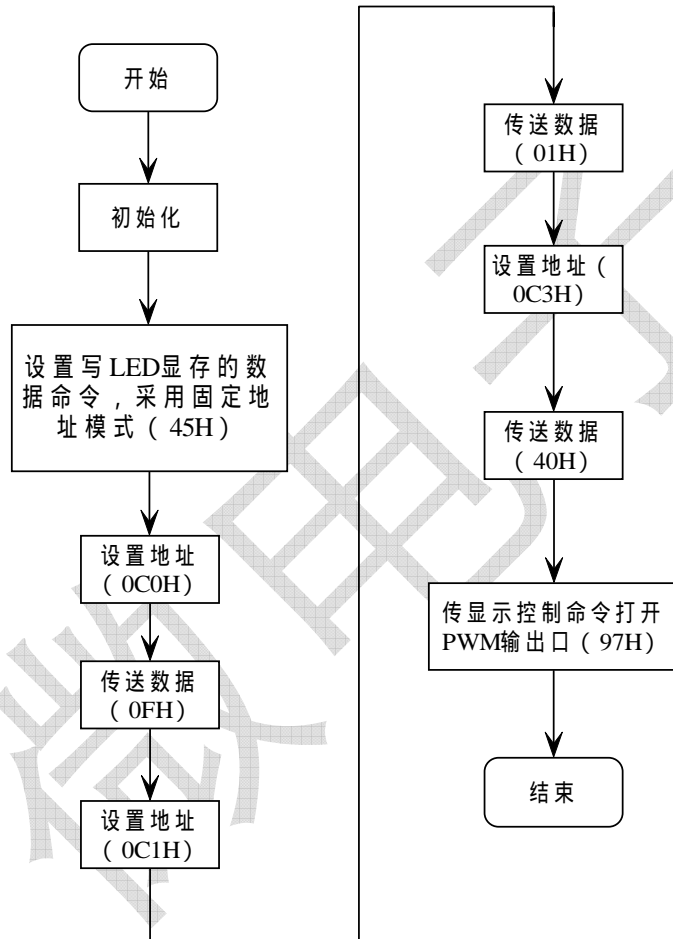 开始
初始化
设置写LED显存的数
据命令，采用固定地
址模式（45H）
设置地址
（0C0H）
传送数据
（0FH）
设置地址
（0C1H）
传送数据
（01H）
设置地址（
0C3H）
传送数据
（40H）
传显示控制命令打开
PWM输出口（97H）
结束
微电子